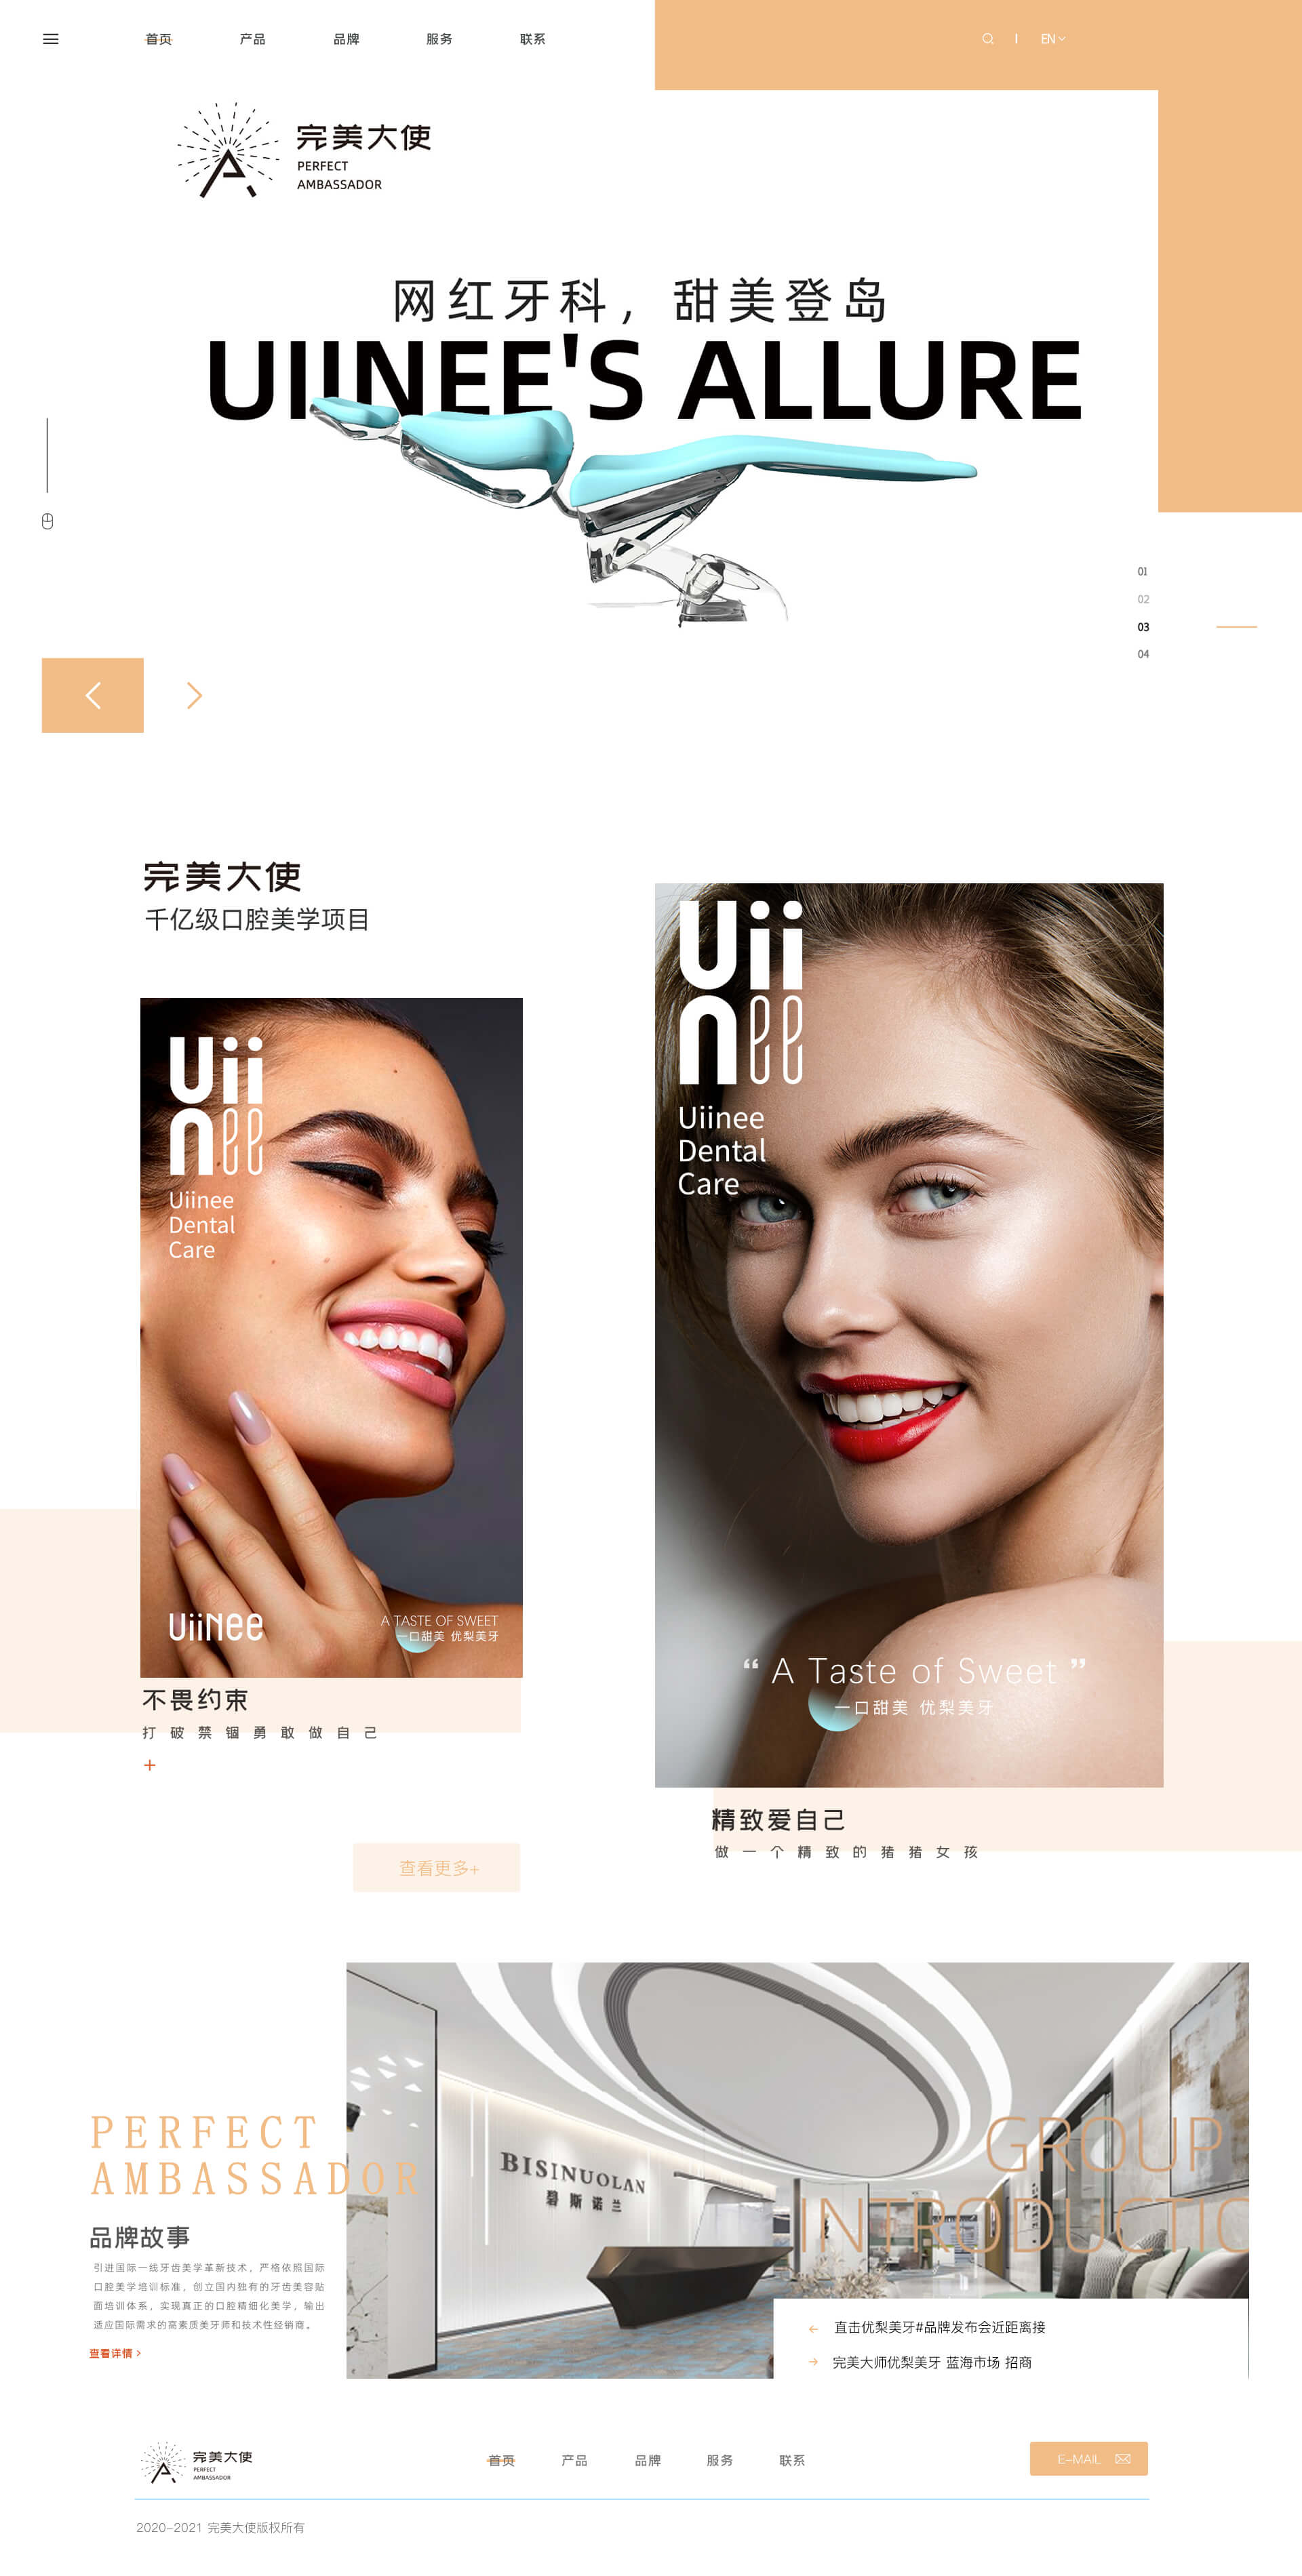 首页 产品 品牌 服务 联系 EN
完美大使
PERFECT
AMBASSADOR
网红牙科，甜美登岛
UIINEE'S ALLURE
01
02
03
04
完美大使
千亿级口腔美学项目
Uii
nee
Uiinee
Dental
Care
UiiNee
A TASTE OF SWEET
一口甜美 优梨美牙
不畏约束
打破禁锢勇敢做自己
+
查看更多+
Uii
nee
Uiinee
Dental
Care
“ A Taste of Sweet ”
一口甜美 优梨美牙
精致爱自己
做一个精致的猪猪女孩
PERFECT
AMBASSADOR
品牌故事
引进国际一线牙齿美学革新技术，严格依照国际
口腔美学培训标准，创立国内独有的牙齿美容贴
面培训体系，实现真正的口腔精细化美学，输出
适应国际需求的高素质美牙师和技术性经销商。
查看详情 >
BISINUOLAN
碧斯诺兰
GROUP
INTRODUCTIO
直击优梨美牙#品牌发布会近距离接
完美大师优梨美牙 蓝海市场 招商
完美大使
PERFECT
AMBASSADOR
首页 产品 品牌 服务 联系
E-MAIL
2020-2021 完美大使版权所有